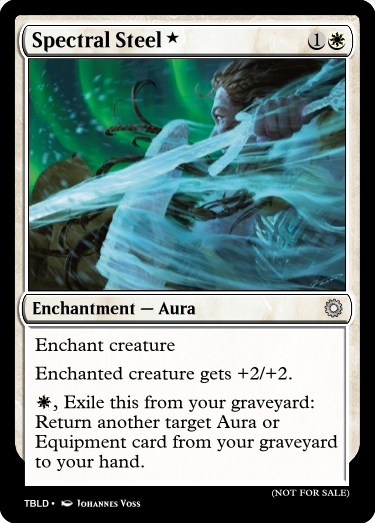 Spectral Steel ★ 1
Enchantment — Aura
Enchant creature
Enchanted creature gets +2/+2.
, Exile this from your graveyard:
Return another target Aura or
Equipment card from your graveyard
to your hand.
(NOT FOR SALE)
TBLD • Johannes Voss